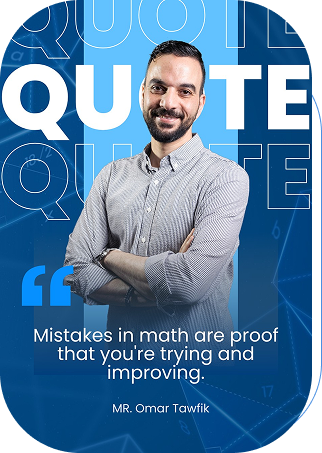 QUOTE
QUOTE
QUOTE
“
Mistakes in math are proof
that you're trying and
improving.
MR. Omar Tawfik